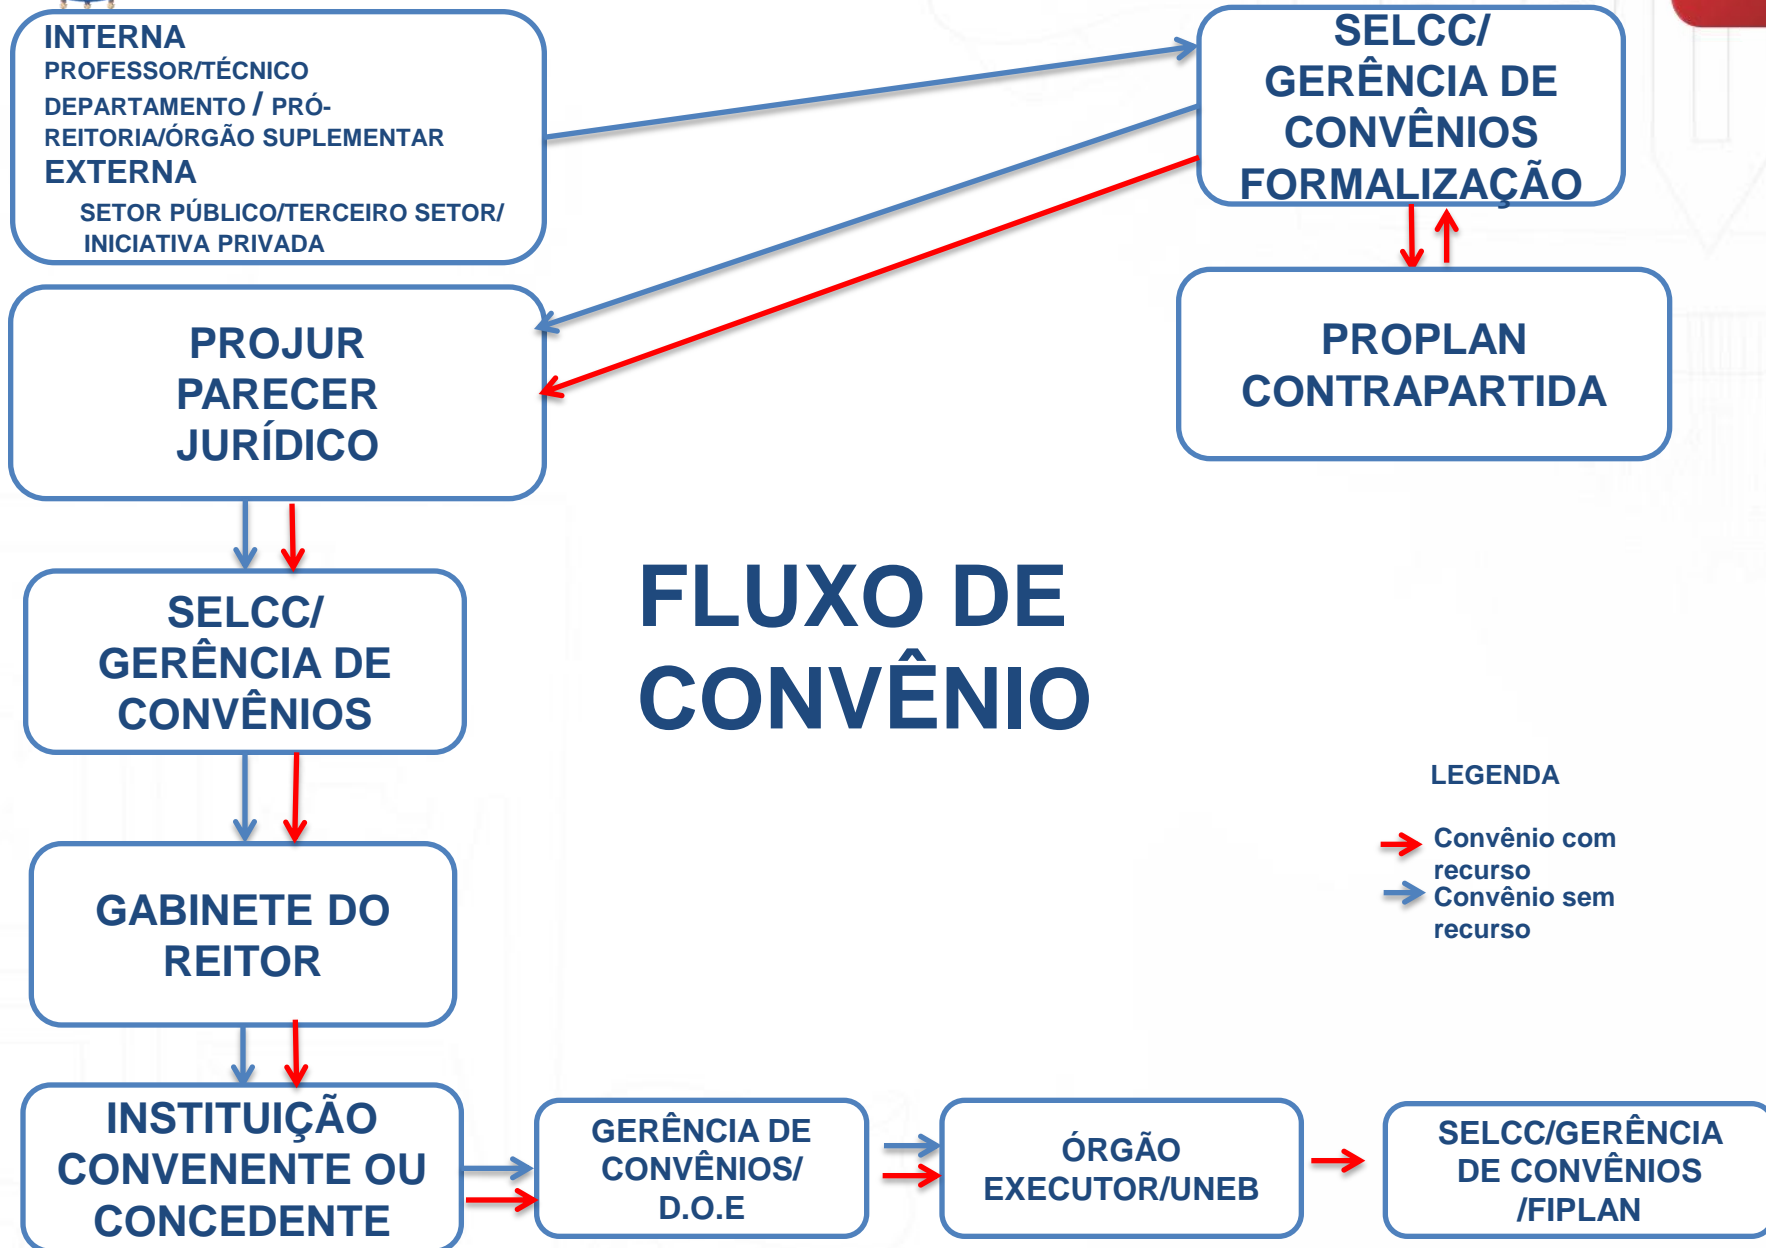 INTERNA
PROFESSOR/TÉCNICO
DEPARTAMENTO / PRÓ-
REITORIA/ÓRGÃO SUPLEMENTAR
EXTERNA
SETOR PÚBLICO/TERCEIRO SETOR/
INICIATIVA PRIVADA
SELCC/
GERÊNCIA DE
CONVÊNIOS
FORMALIZAÇÃO
PROJUR
PARECER
JURÍDICO
PROPLAN
CONTRAPARTIDA
SELCC/
GERÊNCIA DE
CONVÊNIOS
FLUXO DE
CONVÊNIO
LEGENDA
Convênio com
recurso
Convênio sem
recurso
GABINETE DO
REITOR
INSTITUIÇÃO
CONVENENTE OU
CONCEDENTE
GERÊNCIA DE
CONVÊNIOS/
D.O.E
ÓRGÃO
EXECUTOR/UNEB
SELCC/GERÊNCIA
DE CONVÊNIOS
/FIPLAN